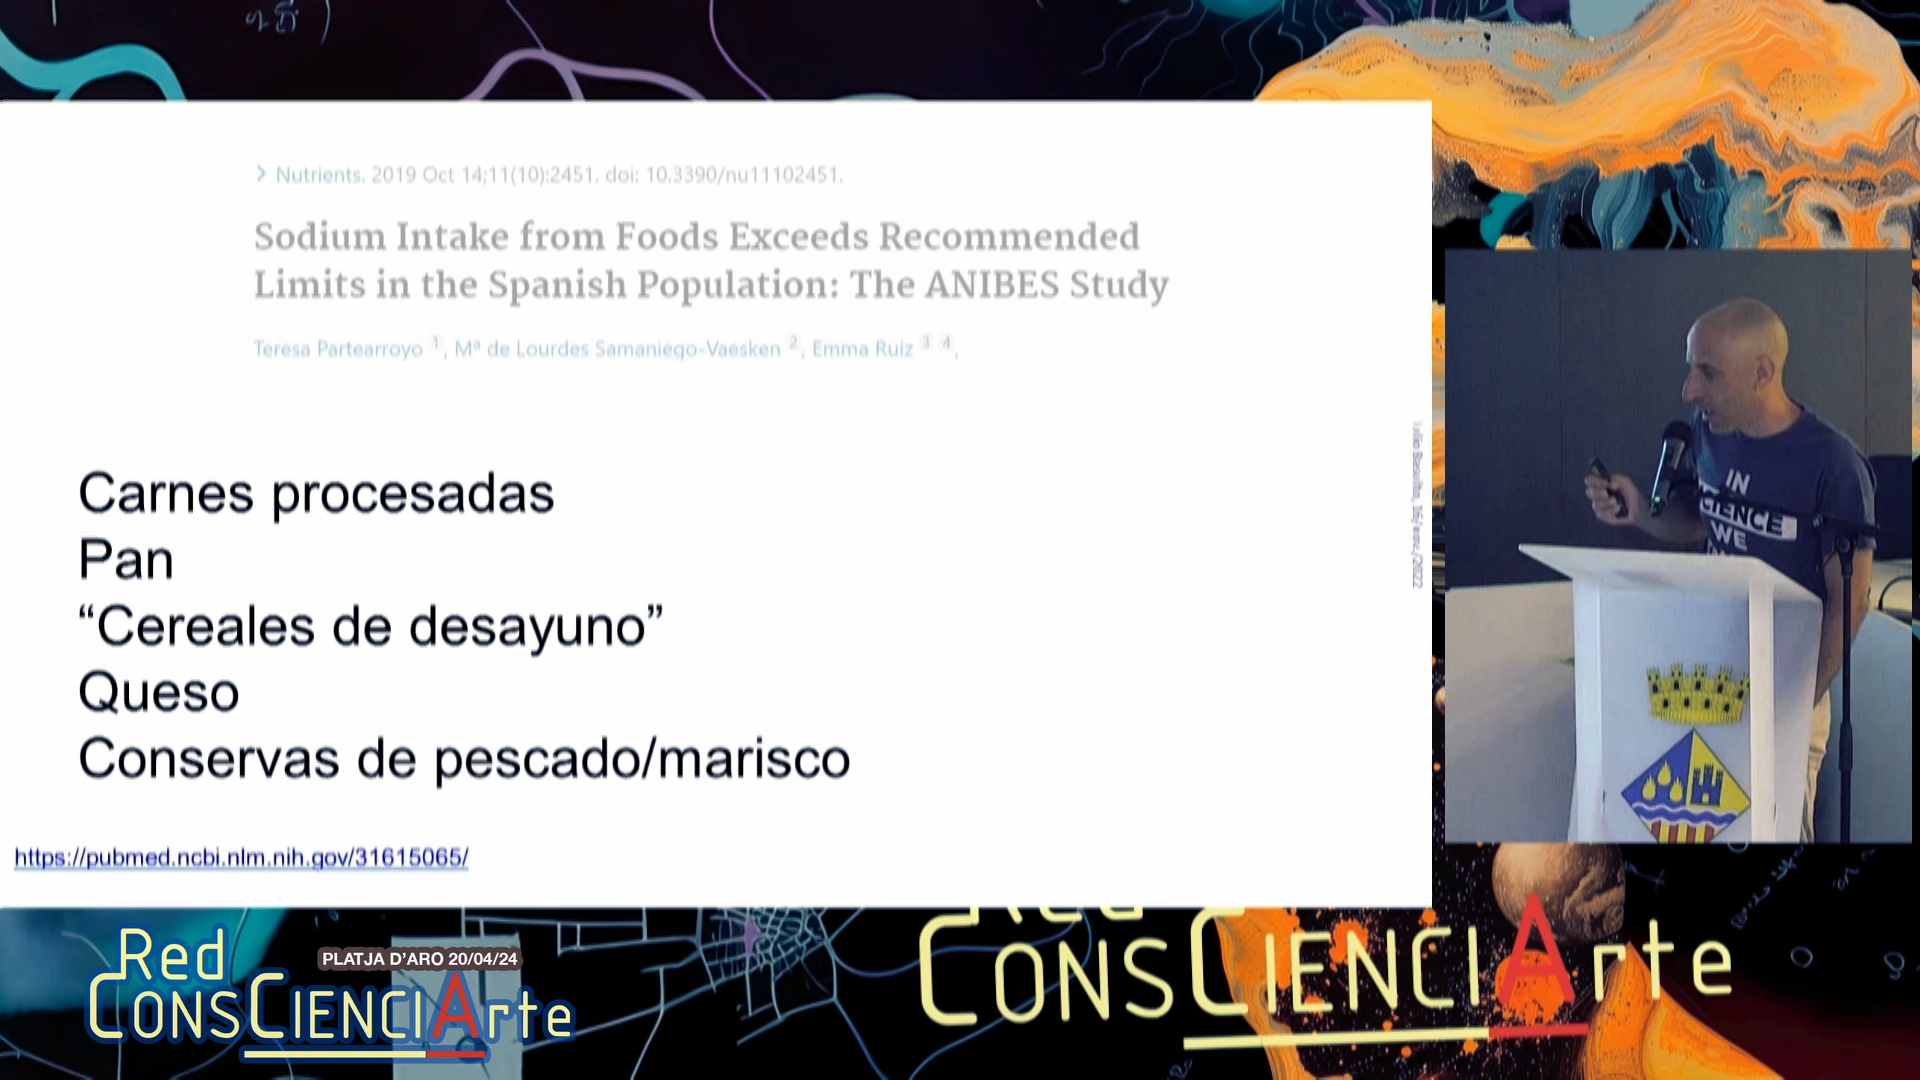 > Nutrients. 2019 Oct 14;11(10):2451. doi: 10.3390/nu11102451.
Sodium Intake from Foods Exceeds Recommended
Limits in the Spanish Population: The ANIBES Study
Teresa Partearroyo 1, Mª de Lourdes Samaniego-Vaesken 2, Emma Ruiz 3 4,
Carnes procesadas
Pan
“Cereales de desayuno”
Queso
Conservas de pescado/marisco
https://pubmed.ncbi.nlm.nih.gov/31615065/
IN
SCIENCE
WE
Red
PLATJA D’ARO 20/04/24
CONSCIENCIArte
Red
CONSCIENCIArte